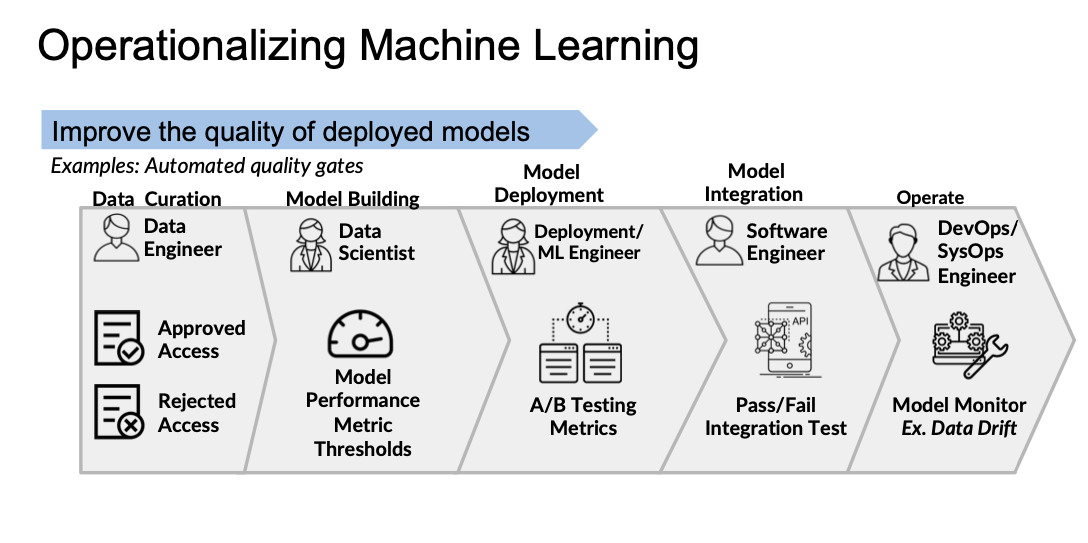 Operationalizing Machine Learning
Improve the quality of deployed models
Examples: Automated quality gates
Data Curation
Data
Engineer
Approved
Access
Rejected
Access
Model Building
Data
Scientist
Model
Performance
Metric
Thresholds
Model
Deployment
Deployment/
ML Engineer
A/B Testing
Metrics
Model
Integration
Software
Engineer
API
Pass/Fail
Integration Test
Operate
DevOps/
SysOps
Engineer
Model Monitor
Ex. Data Drift